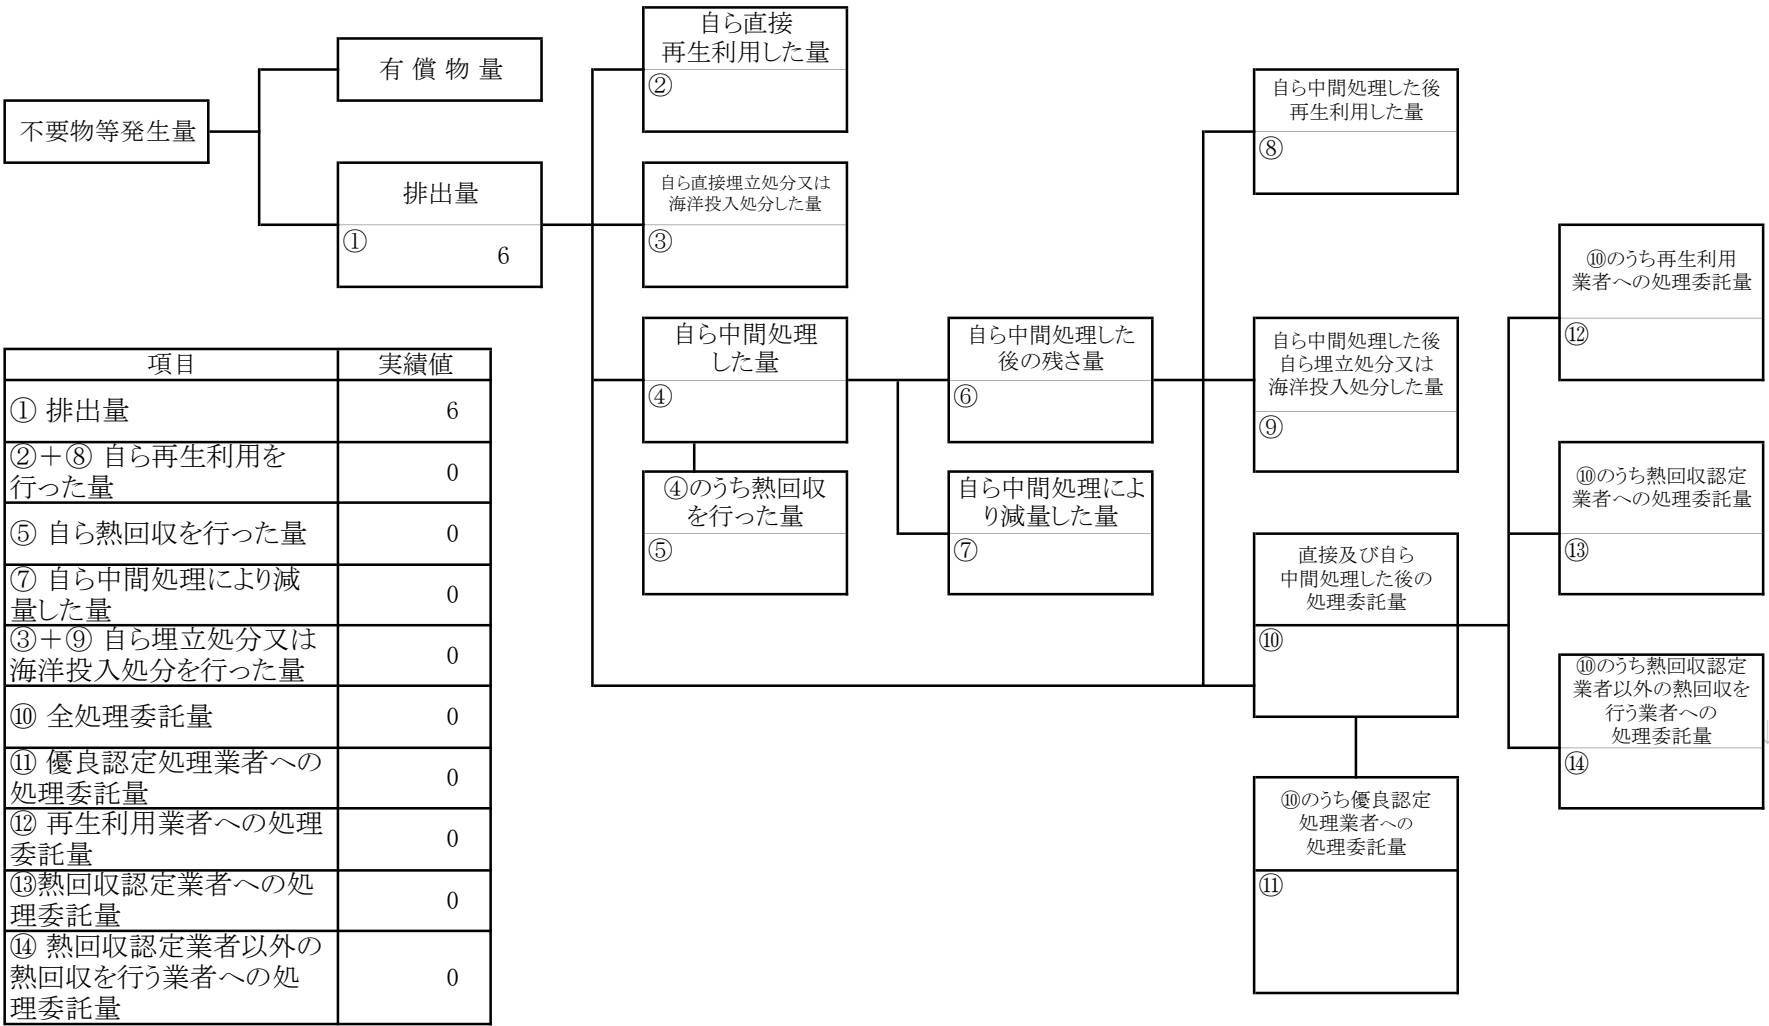 不要物等発生量
有 償 物 量
排出量
①
6
自ら直接
再生利用した量
②
自ら直接埋立処分又は
海洋投入処分した量
③
自ら中間処理
した量
④
④のうち熱回収
を行った量
⑤
自ら中間処理した
後の残さ量
⑥
自ら中間処理によ
り減量した量
⑦
自ら中間処理した後
再生利用した量
⑧
自ら中間処理した後
自ら埋立処分又は
海洋投入処分した量
⑨
直接及び自ら
中間処理した後の
処理委託量
⑩
⑩のうち優良認定
処理業者への
処理委託量
⑪
⑩のうち再生利用
業者への処理委託量
⑫
⑩のうち熱回収認定
業者への処理委託量
⑬
⑩のうち熱回収認定
業者以外の熱回収を
行う業者への
処理委託量
⑭
↓
項目 実績値
① 排出量 6
②＋⑧ 自ら再生利用を
行った量 0
⑤ 自ら熱回収を行った量 0
⑦ 自ら中間処理により減
量した量 0
③＋⑨ 自ら埋立処分又は
海洋投入処分を行った量 0
⑩ 全処理委託量 0
⑪ 優良認定処理業者への
処理委託量 0
⑫ 再生利用業者への処理
委託量 0
⑬熱回収認定業者への処
理委託量 0
⑭ 熱回収認定業者以外の
熱回収を行う業者への処 0
理委託量